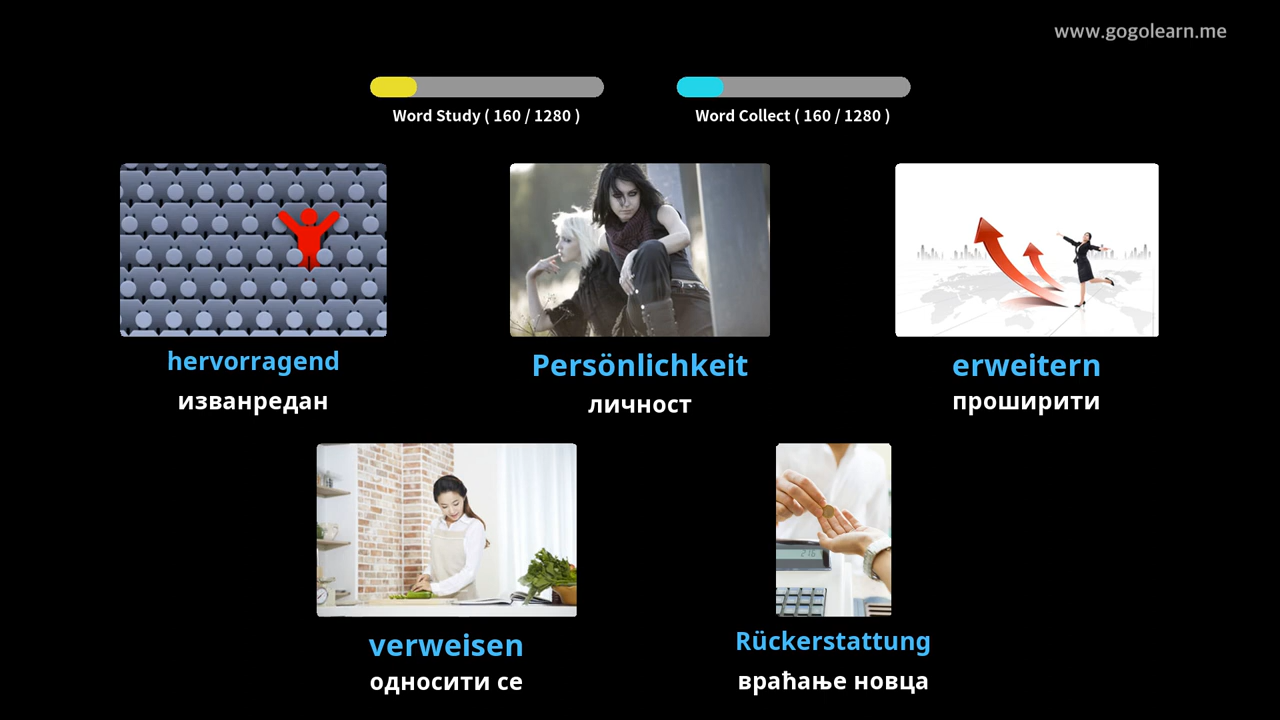 www.gogolearn.me
Word Study ( 160 / 1280 )
Word Collect ( 160 / 1280 )
hervorragend
изванредан
Persönlichkeit
личност
erweitern
проширити
verweisen
односити се
Rückerstattung
враћање новца